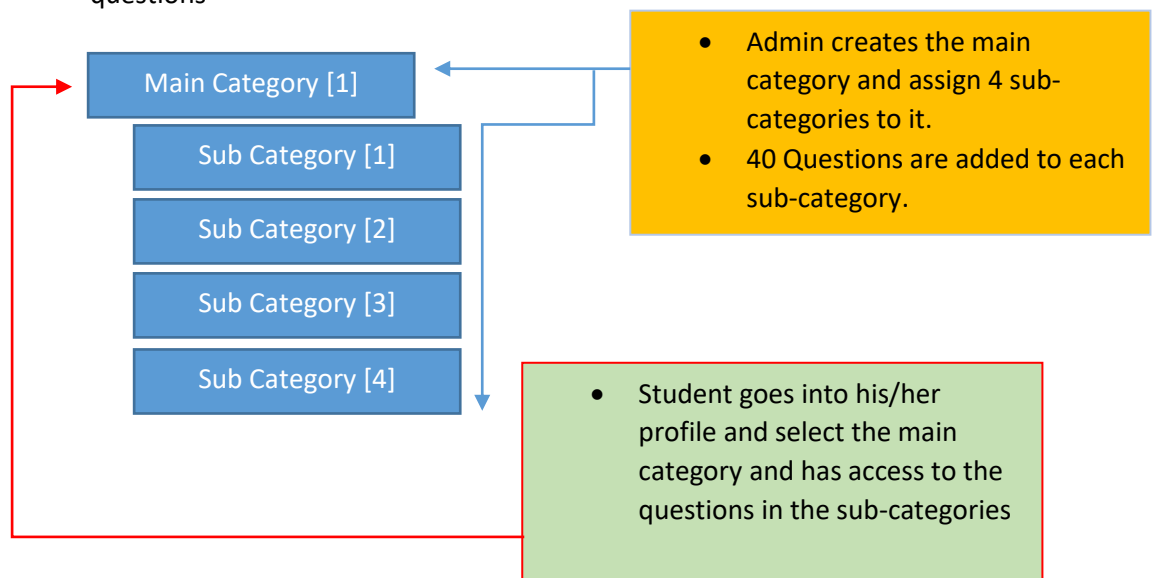 questions
Main Category [1]
Sub Category [1]
Sub Category [2]
Sub Category [3]
Sub Category [4]
• Admin creates the main
category and assign 4 sub-
categories to it.
• 40 Questions are added to each
sub-category.
• Student goes into his/her
profile and select the main
category and has access to the
questions in the sub-categories